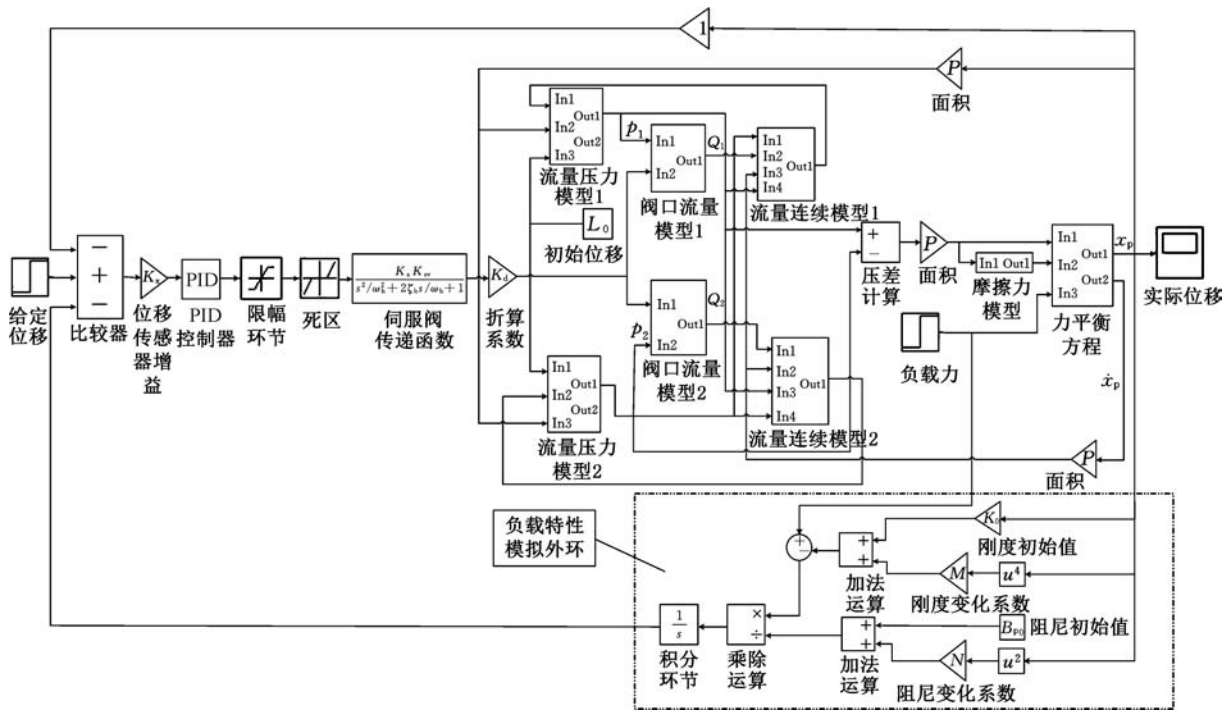 1
P
面积
In1
In2
In3
Out1
Out2
流量压力
模型1
p₁
In1
In2
Out1
阀口流量
模型1
Q₁
In1
In2
In3
In4
Out1
流量连续模型1
L₀
初始位移
给定
位移
−
+
−
比较器
位移
传感
器增
益
PID
PID
控制器
限幅
环节
死区
s²/ω²ₕ+2ζₕs/ωₕ+1
伺服阀
传递函数
K_d
折算
系数
In1
In2
Out1
p₂
Q₂
阀口流量
模型2
In1
In2
In3
Out1
Out2
流量压力
模型2
In1
In2
In3
In4
Out1
流量连续模型2
+
−
压差
计算
P
面积
In1 Out1
摩擦力
模型
负载力
In1
In2
In3
Out1
Out2
力平衡
方程
xₚ
ẋₚ
实际位移
P
面积
负载特性
模拟外环
+
−
+
+
加法
运算
K₀
刚度初始值
M
u⁴
刚度变化系数
1
s
积分
环节
×
÷
乘除
运算
+
+
加法
运算
B_P0
阻尼初始值
N
u²
阻尼变化系数